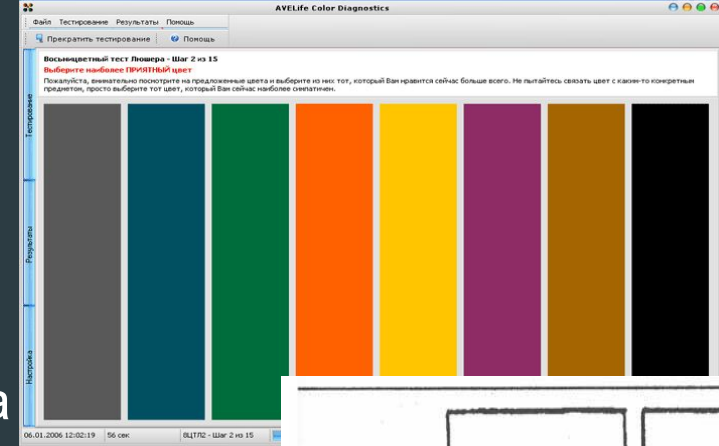 AVELife Color Diagnostics
Файл Тестирование Результаты Помощь
Прекратить тестирование Помощь
Восьмицветный тест Люшера - Шаг 2 из 15
Выберите наиболее ПРИЯТНЫЙ цвет
Пожалуйста, внимательно посмотрите на предложенные цвета и выберите из них тот, который Вам нравится сейчас больше всего. Не пытайтесь связать цвет с каким-то конкретным
предметом, просто выберите тот цвет, который Вам сейчас наиболее симпатичен.
Тестирование
Результаты
Настройка
а
06.01.2006 12:02:19 56 сек 8ЦТЛ2 - Шаг 2 из 15